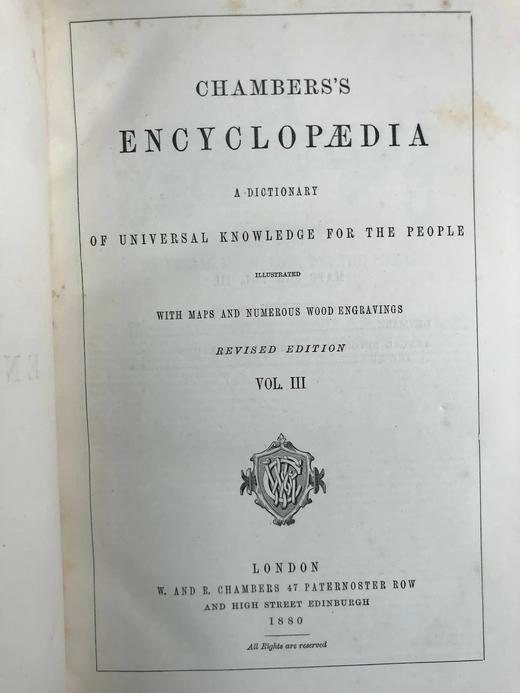 CHAMBERS'S
ENCYCLOPÆDIA
A DICTIONARY
OF UNIVERSAL KNOWLEDGE FOR THE PEOPLE
ILLUSTRATED
WITH MAPS AND NUMEROUS WOOD ENGRAVINGS
REVISED EDITION
VOL. III
LONDON
W. AND R. CHAMBERS 47 PATERNOSTER ROW
AND HIGH STREET EDINBURGH
1880
All Rights are reserved